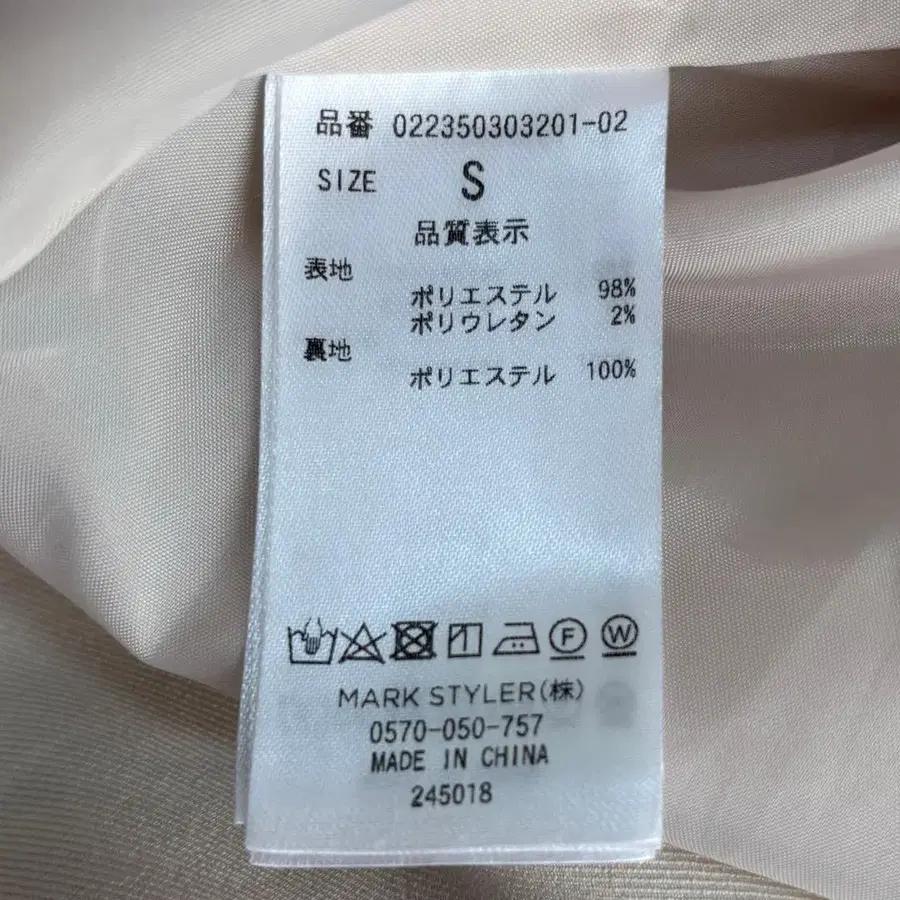 品番 022350303201-02
SIZE S
品質表示
表地
ポリエステル 98%
ポリウレタン 2%
裏地
ポリエステル 100%
F W
MARK STYLER(株)
0570-050-757
MADE IN CHINA
245018